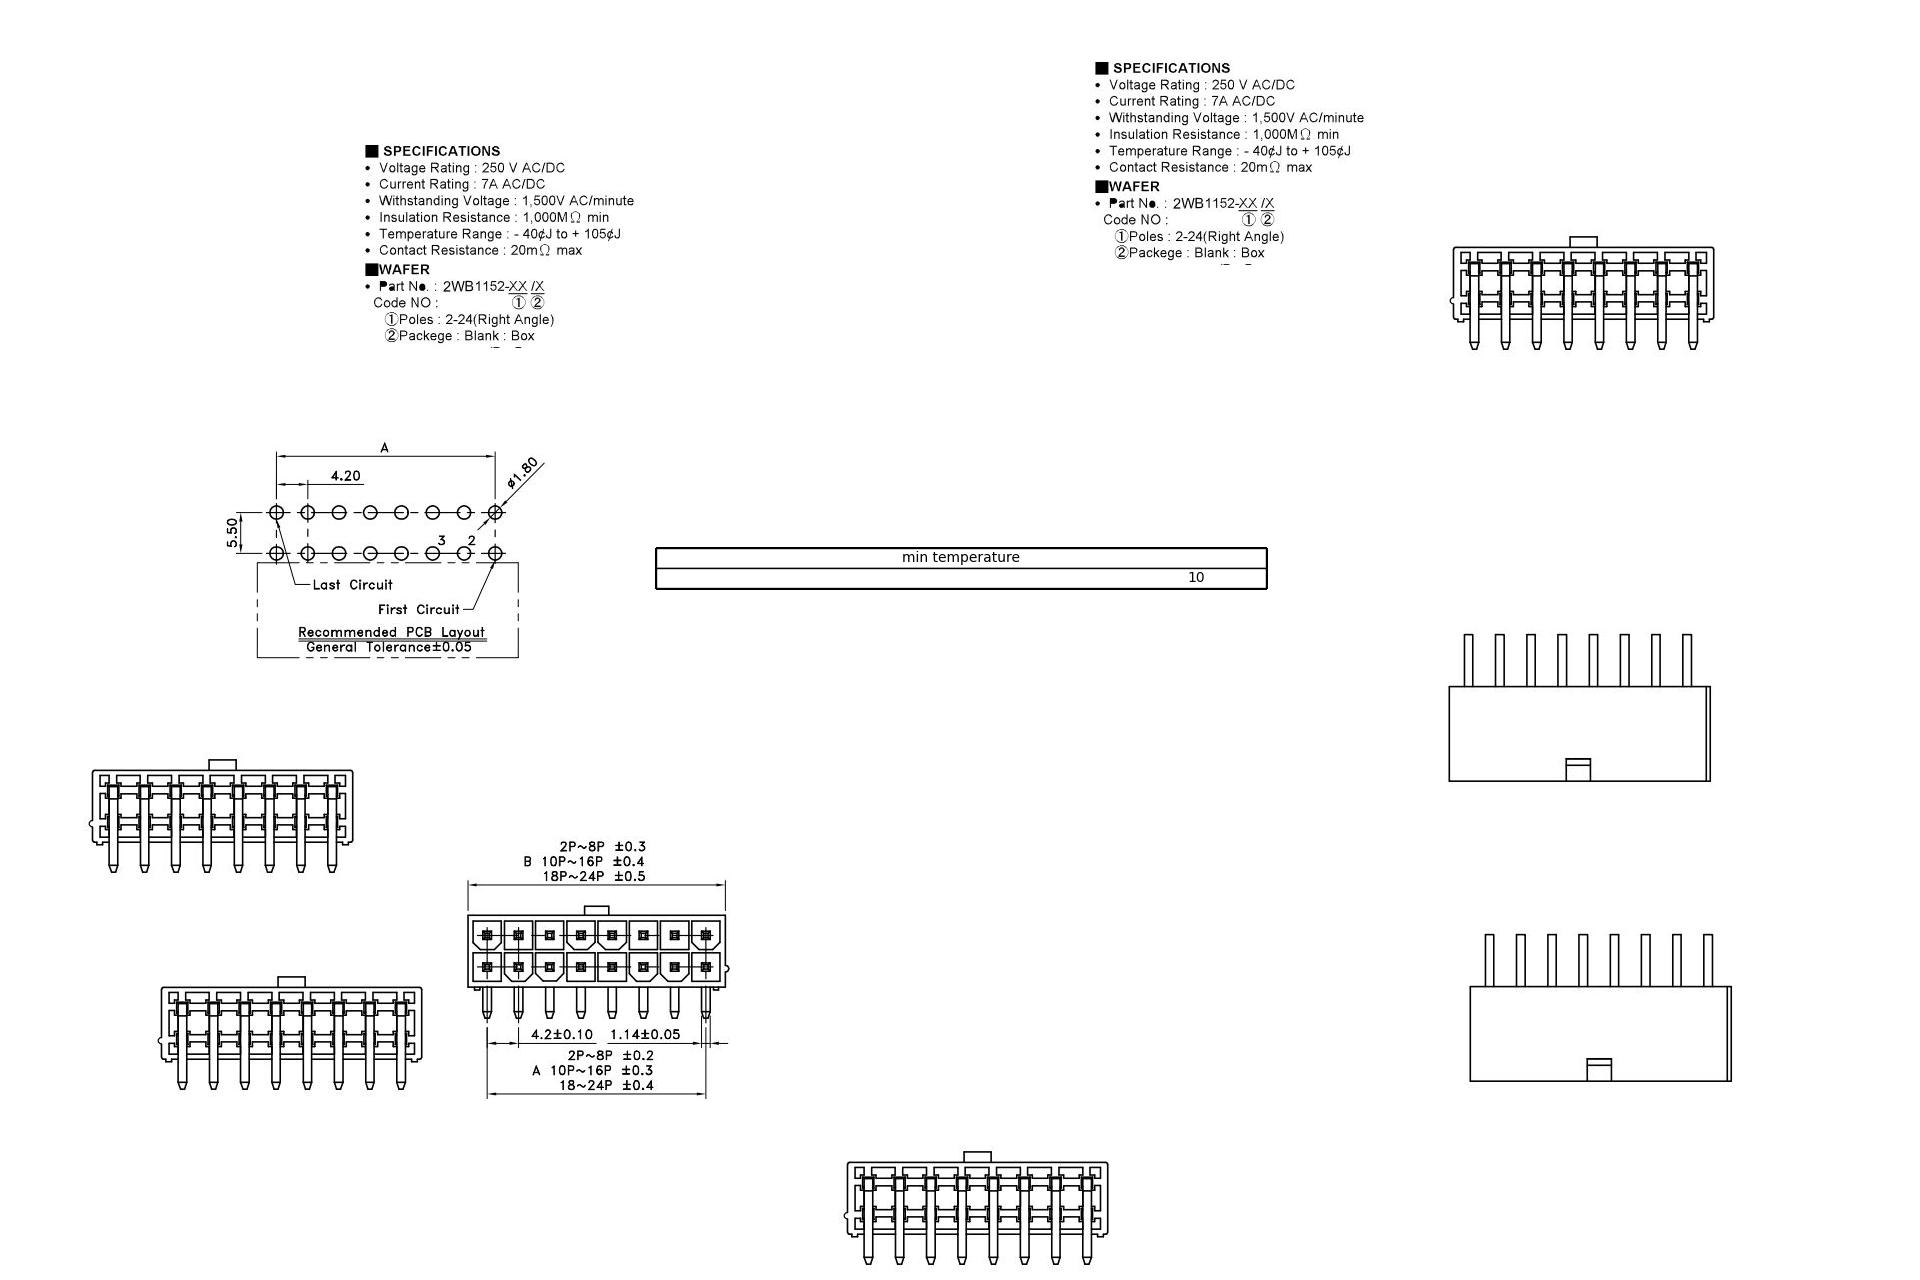 ■ SPECIFICATIONS
• Voltage Rating : 250 V AC/DC
• Current Rating : 7A AC/DC
• Withstanding Voltage : 1,500V AC/minute
• Insulation Resistance : 1,000MΩ min
• Temperature Range : - 40¢J to + 105¢J
• Contact Resistance : 20mΩ max
■WAFER
• Part No. : 2WB1152-XX /X
Code NO : ① ②
①Poles : 2-24(Right Angle)
②Packege : Blank : Box
■ SPECIFICATIONS
• Voltage Rating : 250 V AC/DC
• Current Rating : 7A AC/DC
• Withstanding Voltage : 1,500V AC/minute
• Insulation Resistance : 1,000MΩ min
• Temperature Range : - 40¢J to + 105¢J
• Contact Resistance : 20mΩ max
■WAFER
• Part No. : 2WB1152-XX /X
Code NO : ① ②
①Poles : 2-24(Right Angle)
②Packege : Blank : Box
A
4.20
ø1.80
5.50
3 2
Last Circuit
First Circuit
Recommended PCB Layout
General Tolerance±0.05
min temperature
10
2P~8P ±0.3
B 10P~16P ±0.4
18P~24P ±0.5
4.2±0.10 1.14±0.05
2P~8P ±0.2
A 10P~16P ±0.3
18~24P ±0.4